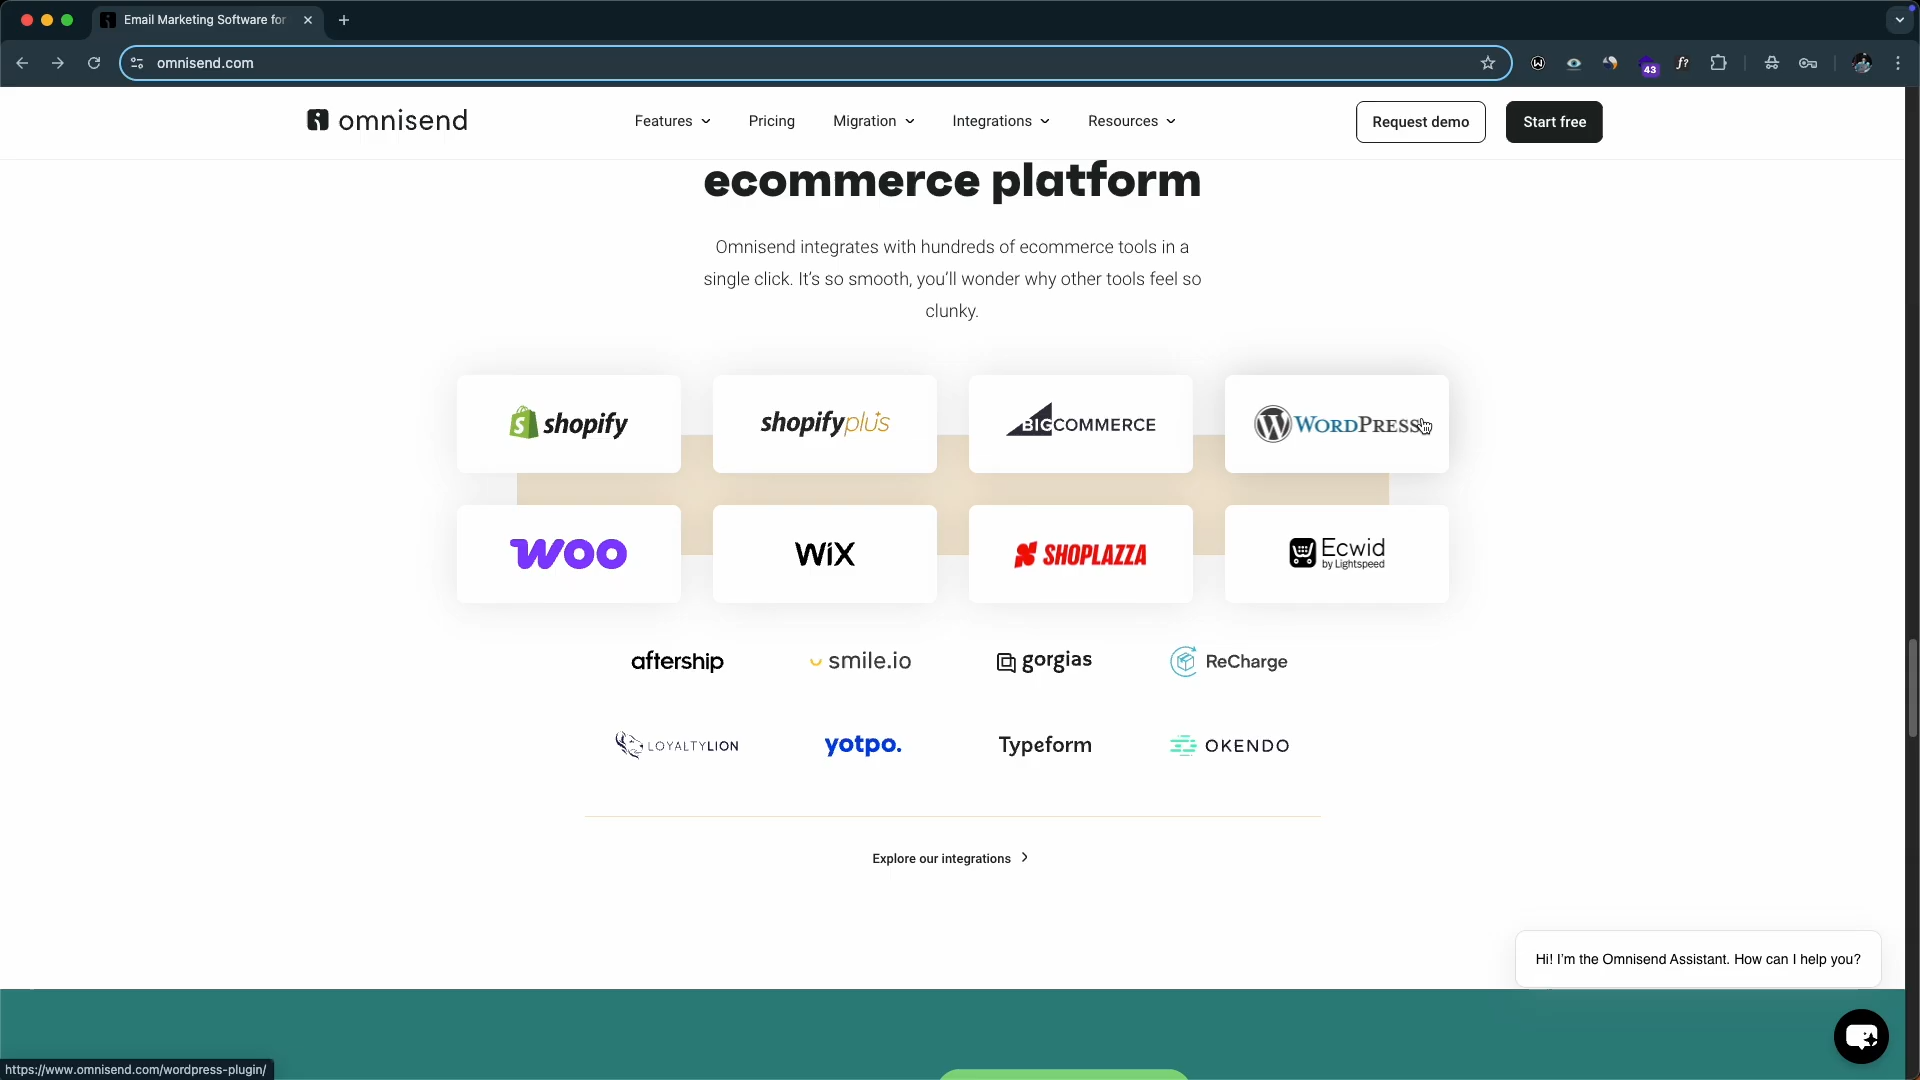 Email Marketing Software for
omnisend.com
43
f?
omnisend
Features
Pricing
Migration
Integrations
Resources
Request demo
Start free
ecommerce platform
Omnisend integrates with hundreds of ecommerce tools in a
single click. It's so smooth, you'll wonder why other tools feel so
clunky.
shopify
shopifyplus
BIGCOMMERCE
WORDPRESS
WOO
WiX
SHOPLAZZA
Ecwid
by Lightspeed
aftership
smile.io
gorgias
ReCharge
LOYALTYLION
yotpo.
Typeform
OKENDO
Explore our integrations
Hi! I'm the Omnisend Assistant. How can I help you?
https://www.omnisend.com/wordpress-plugin/